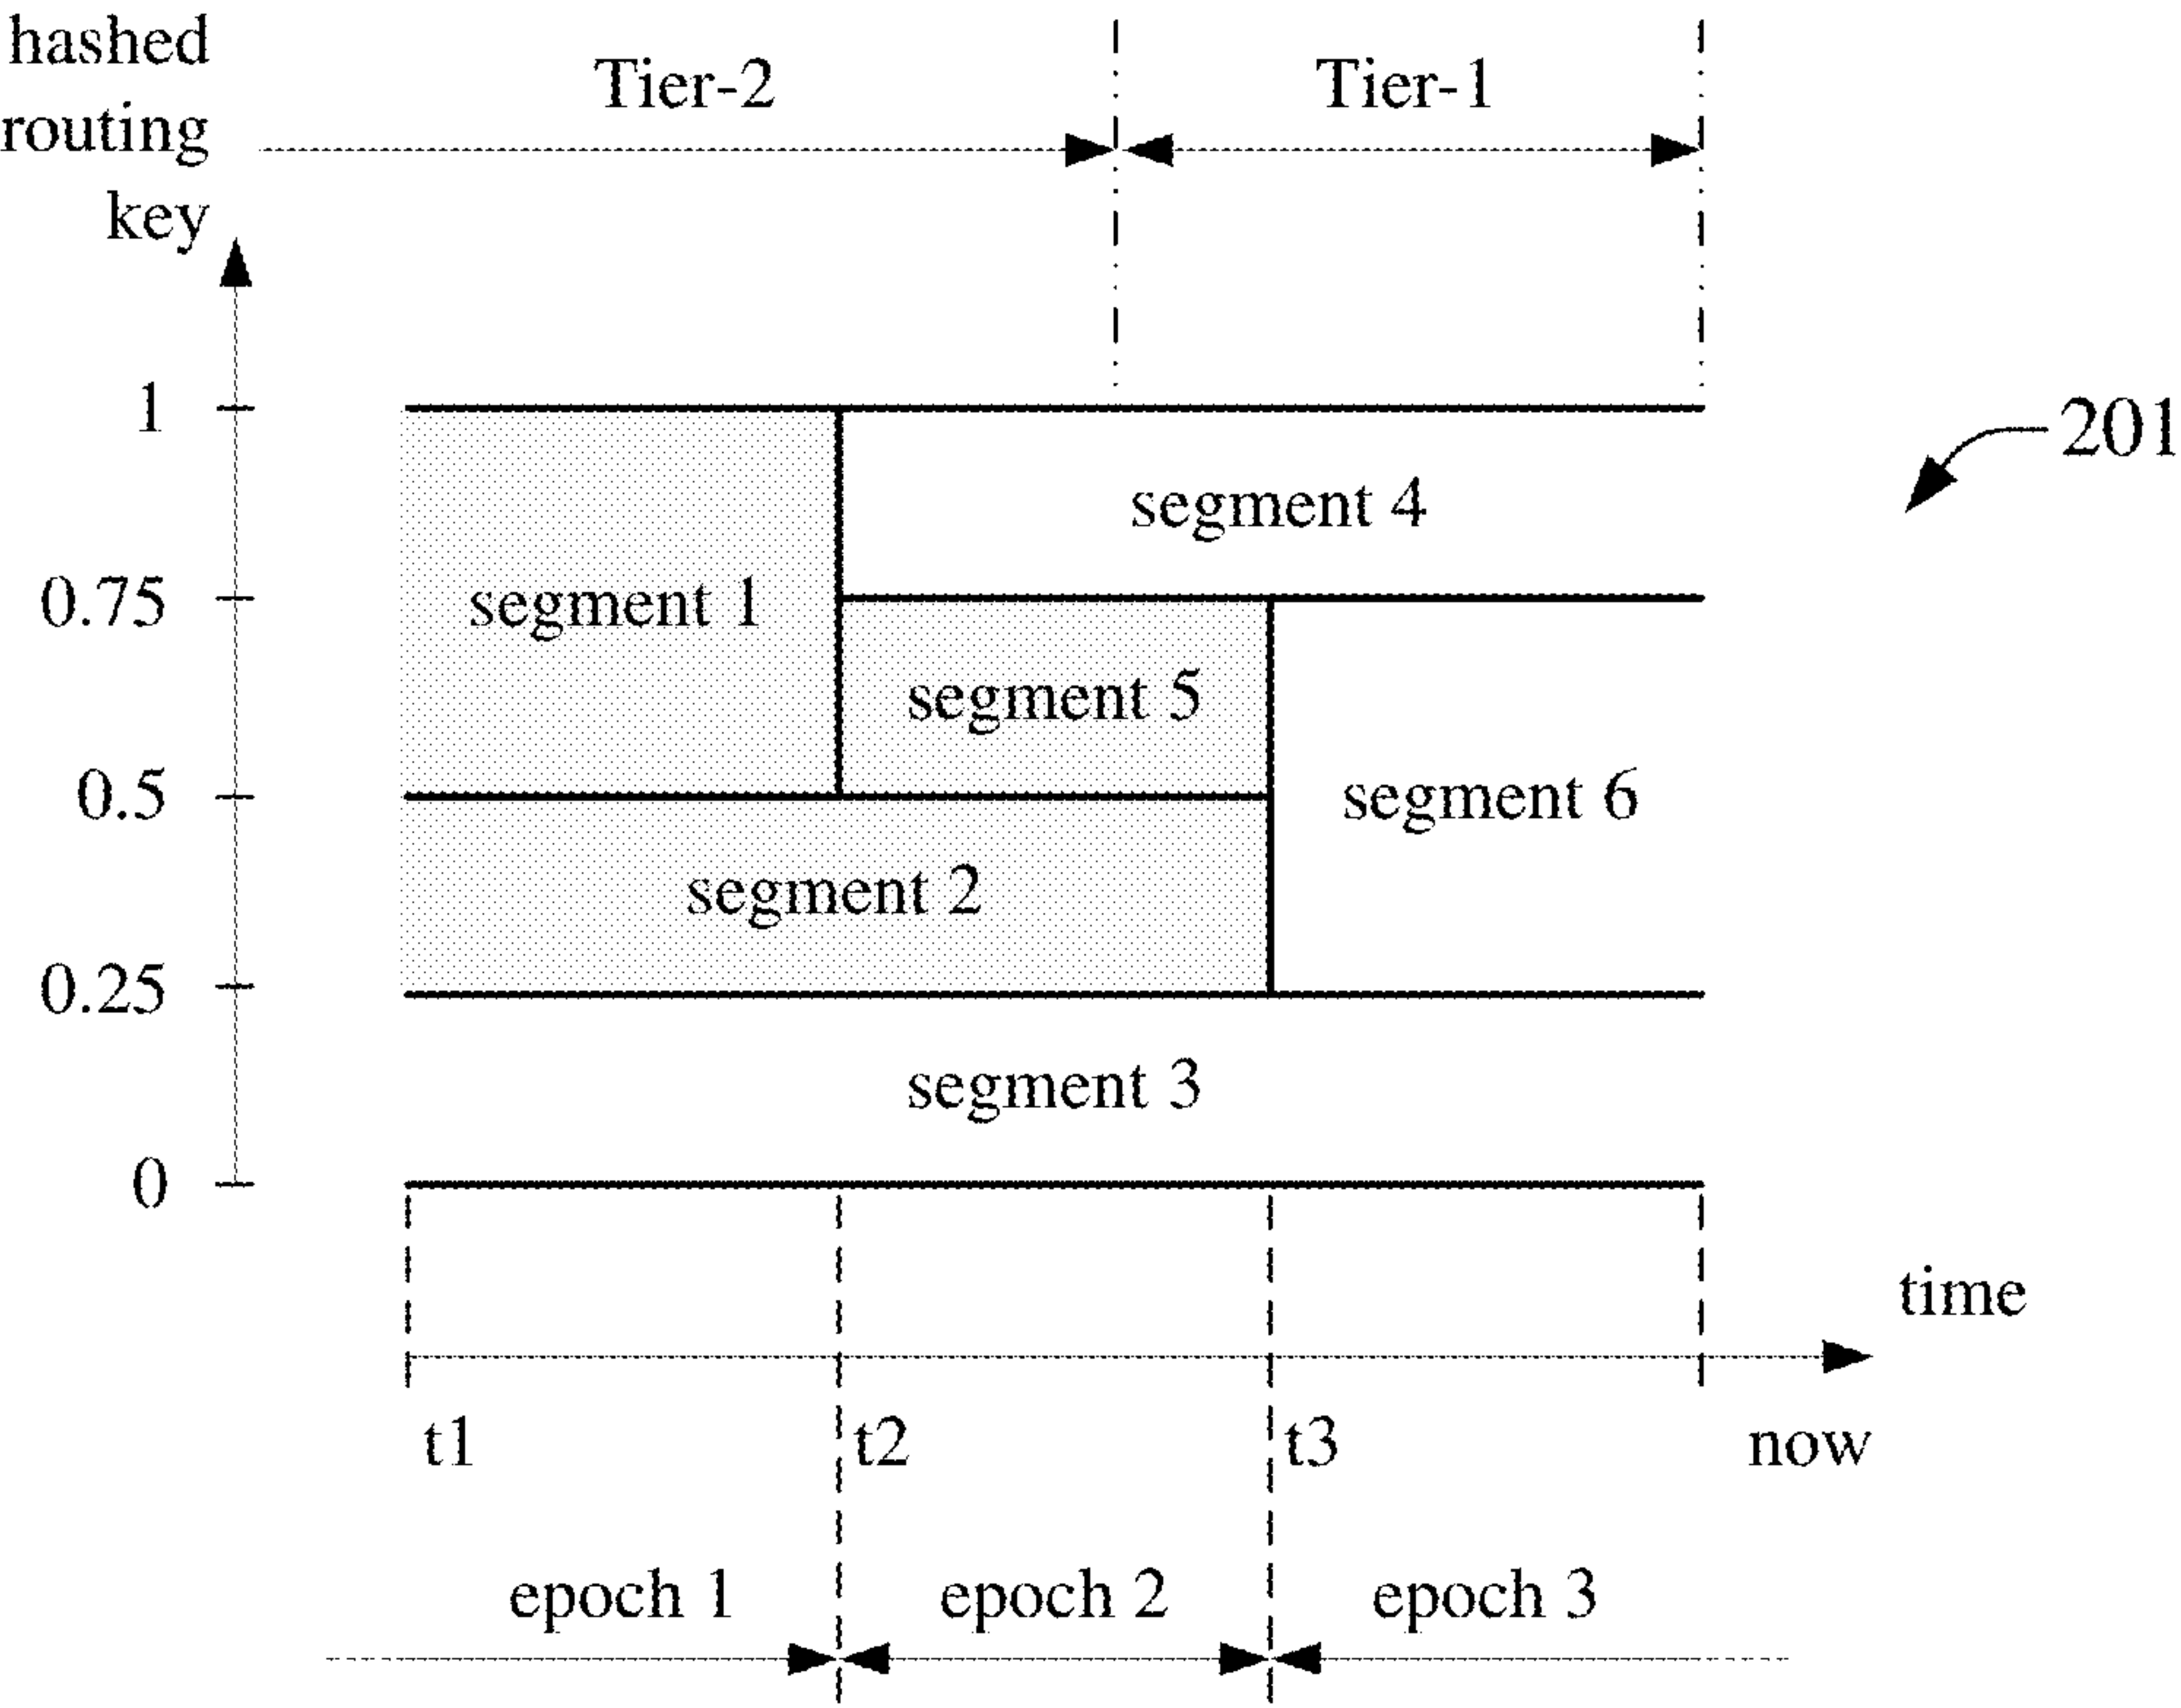 hashed
routing
key
Tier-2
Tier-1
1
201
segment 4
0.75
segment 1
segment 5
0.5
segment 6
segment 2
0.25
segment 3
0
time
t1
t2
t3
now
epoch 1
epoch 2
epoch 3